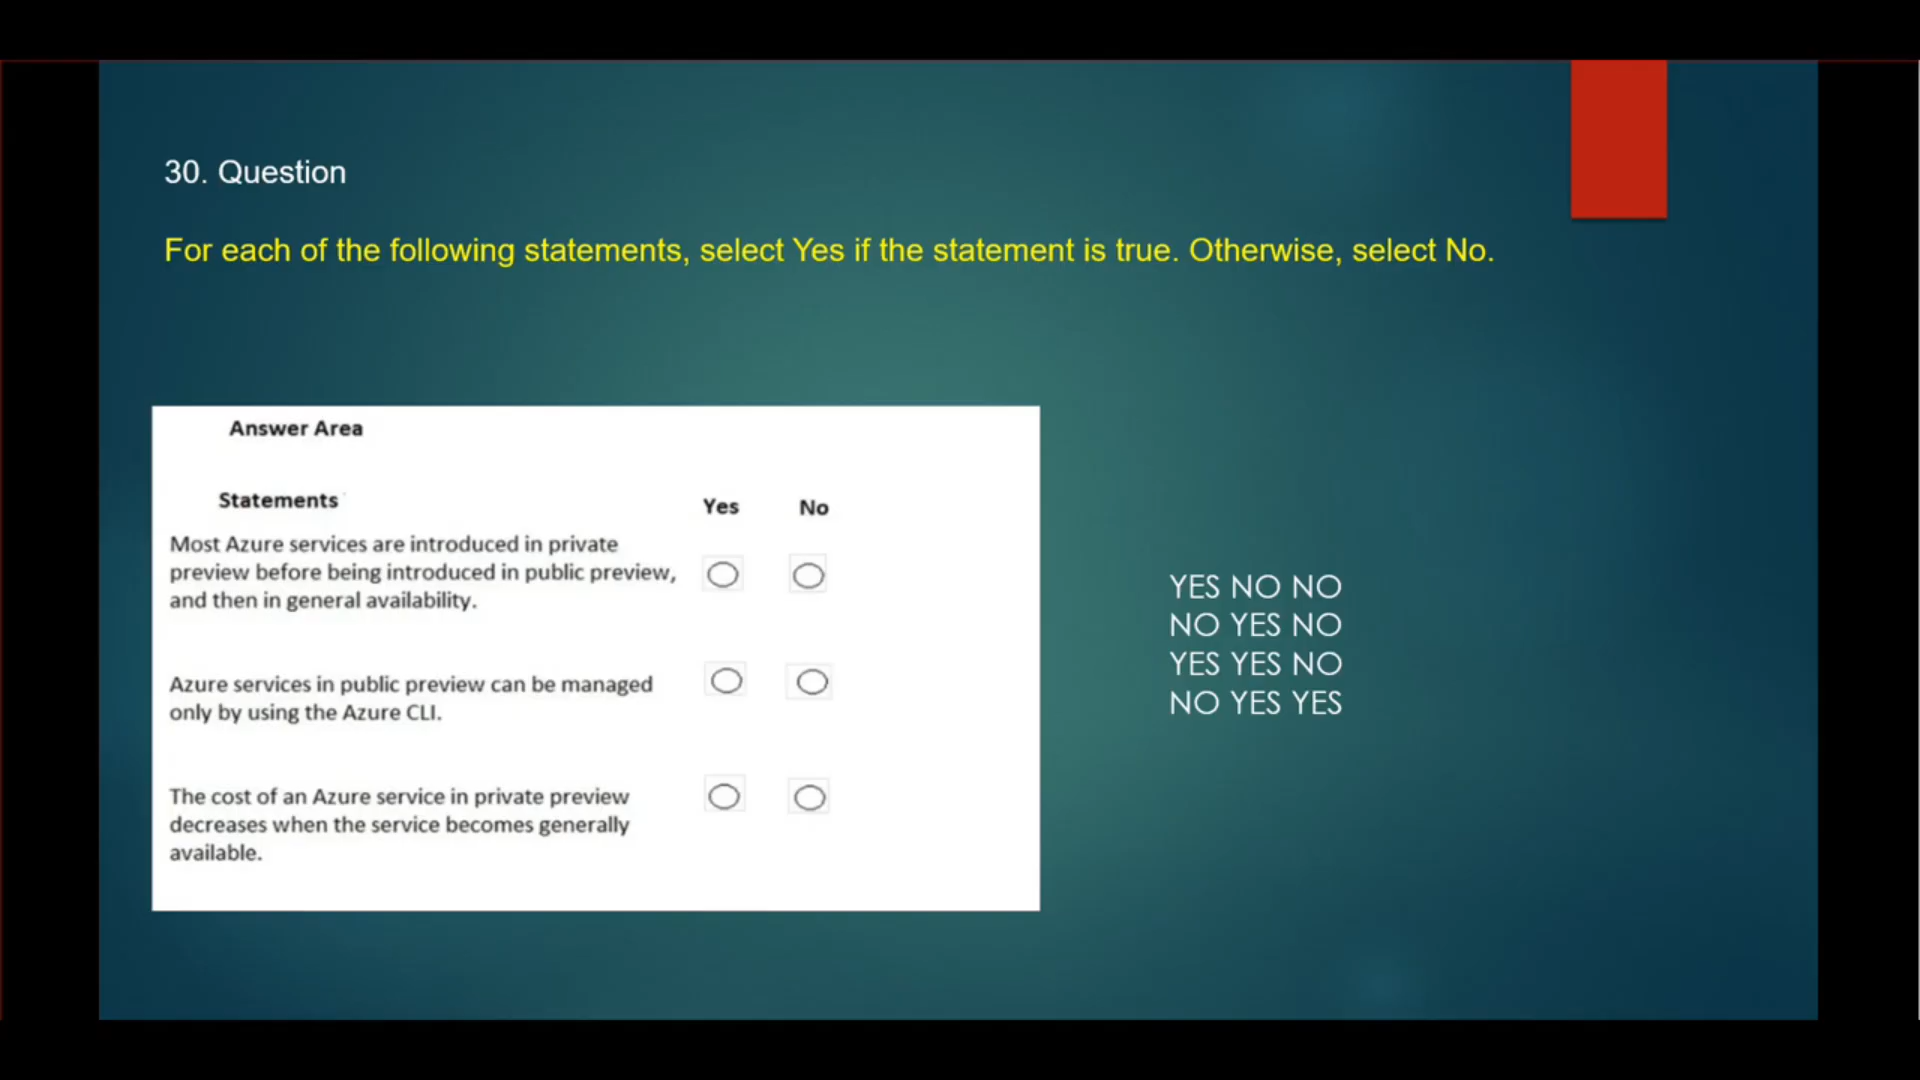 30. Question
For each of the following statements, select Yes if the statement is true. Otherwise, select No.
Answer Area
Statements Yes No
Most Azure services are introduced in private
preview before being introduced in public preview,
and then in general availability.
Azure services in public preview can be managed
only by using the Azure CLI.
The cost of an Azure service in private preview
decreases when the service becomes generally
available.
YES NO NO
NO YES NO
YES YES NO
NO YES YES